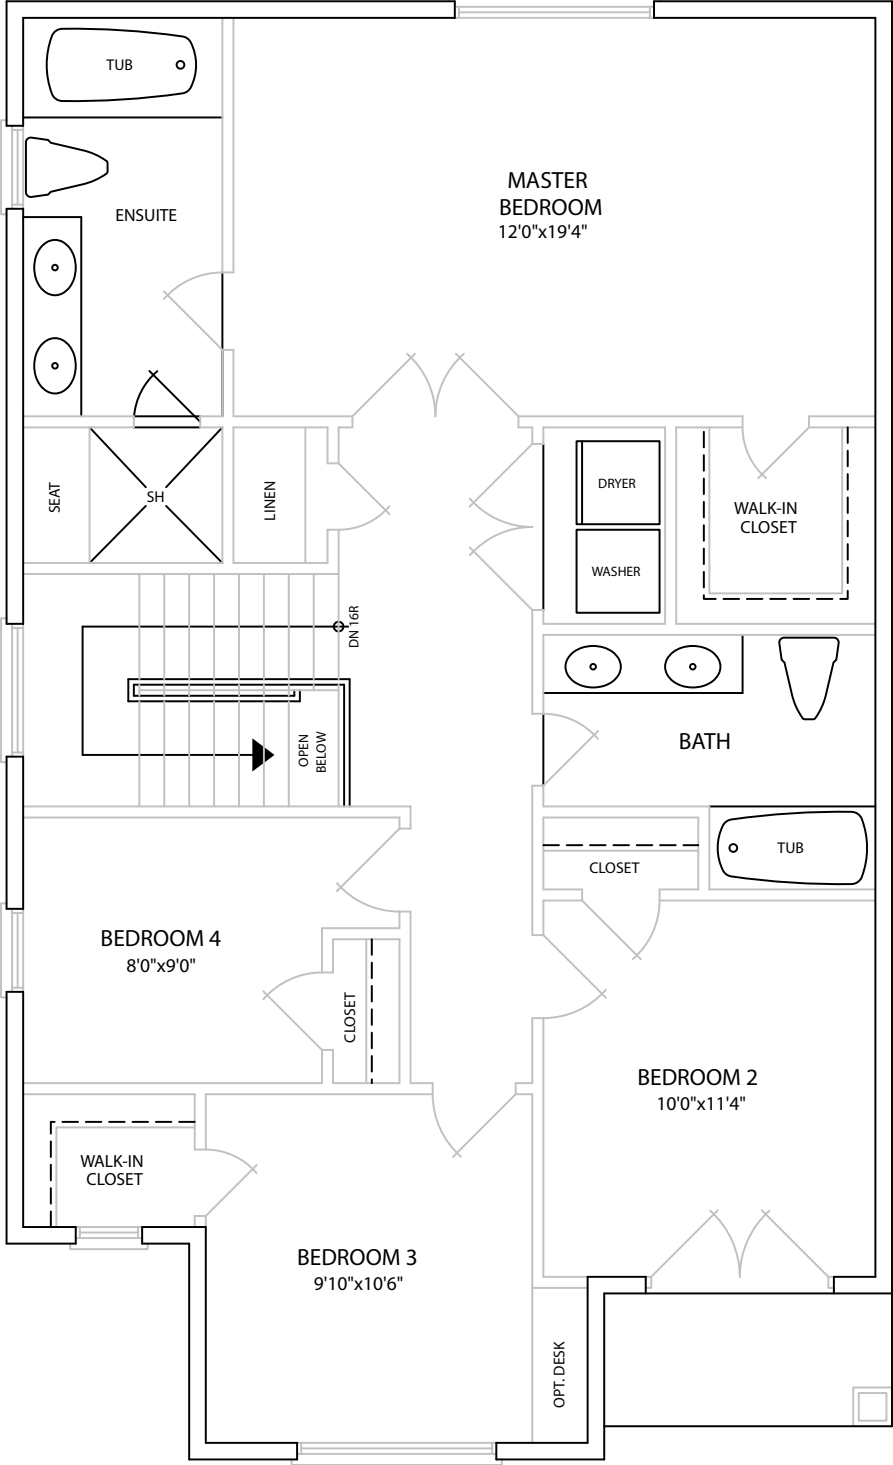 TUB
MASTER
BEDROOM
12'0"x19'4"
ENSUITE
SEAT
SH
LINEN
DRYER
WASHER
WALK-IN
CLOSET
DN 16R
OPEN
BELOW
BATH
TUB
CLOSET
BEDROOM 4
8'0"x9'0"
CLOSET
BEDROOM 2
10'0"x11'4"
WALK-IN
CLOSET
BEDROOM 3
9'10"x10'6"
OPT. DESK